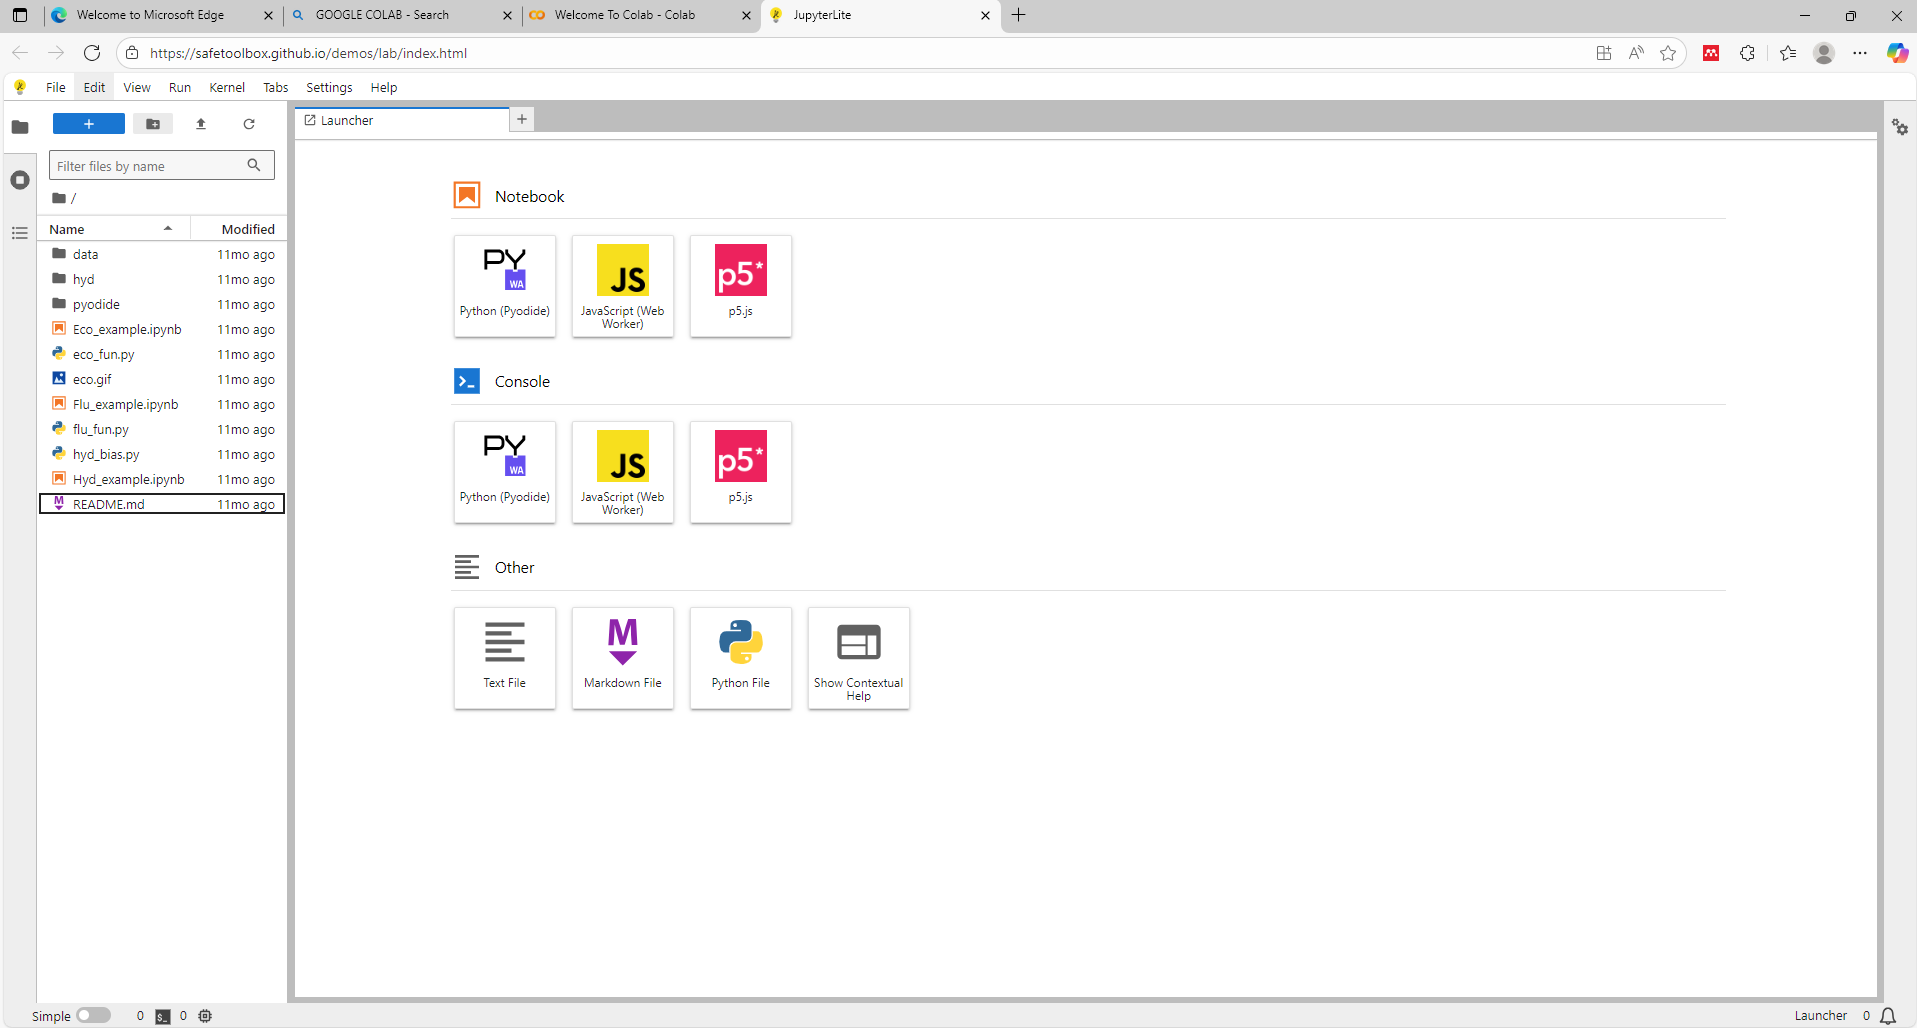 Welcome to Microsoft Edge
GOOGLE COLAB - Search
Welcome To Colab - Colab
JupyterLite
https://safetoolbox.github.io/demos/lab/index.html
File Edit View Run Kernel Tabs Settings Help
Launcher
Filter files by name
/
Name Modified
data 11mo ago
hyd 11mo ago
pyodide 11mo ago
Eco_example.ipynb 11mo ago
eco_fun.py 11mo ago
eco.gif 11mo ago
Flu_example.ipynb 11mo ago
flu_fun.py 11mo ago
hyd_bias.py 11mo ago
Hyd_example.ipynb 11mo ago
README.md 11mo ago
Notebook
PY WA
JS
p5*
Python (Pyodide)
JavaScript (Web
Worker)
p5.js
Console
PY WA
JS
p5*
Python (Pyodide)
JavaScript (Web
Worker)
p5.js
Other
M
Text File
Markdown File
Python File
Show Contextual
Help
Simple 0 $_ 0
Launcher 0